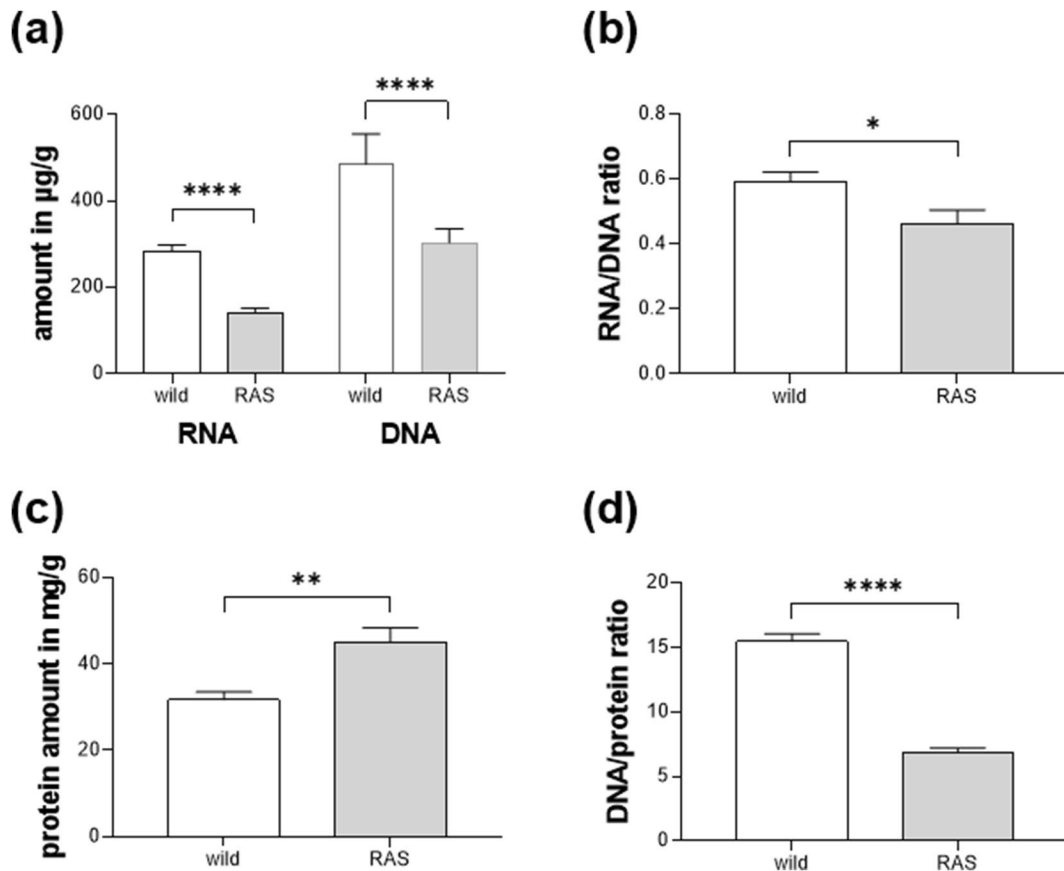 (a)
amount in µg/g
600
400
200
0
****
****
wild
RAS
wild
RAS
RNA
DNA
(b)
RNA/DNA ratio
0.8
0.6
0.4
0.2
0.0
*
wild
RAS
(c)
protein amount in mg/g
60
40
20
0
**
wild
RAS
(d)
DNA/protein ratio
20
15
10
5
0
****
wild
RAS